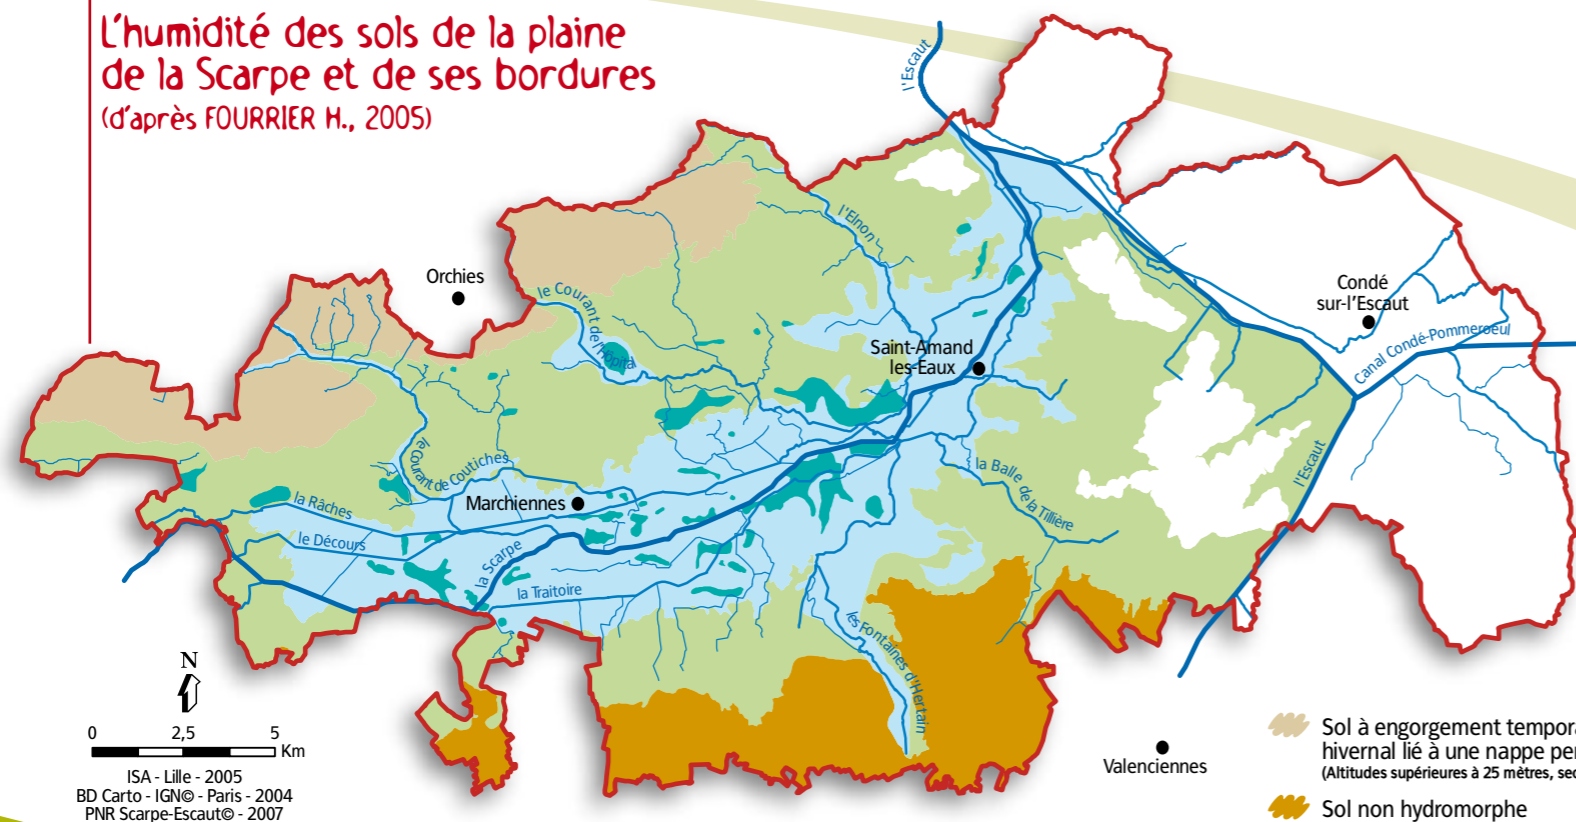 L'humidité des sols de la plaine
de la Scarpe et de ses bordures
(d'après FOURRIER H., 2005)
l'Escaut
l'Elnon
Orchies
le Courant de l'Hôpital
Condé
sur-l'Escaut
Canal Condé-Pommeroeul
Saint-Amand
les-Eaux
le Courant de Coutiches
la Râches
Marchiennes
la Balle de la Tillière
l'Escaut
le Décours
la Scarpe
la Traitoire
les Fontaines d'Hertain
N
0 2,5 5
Km
ISA - Lille - 2005
BD Carto - IGN© - Paris - 2004
PNR Scarpe-Escaut© - 2007
Valenciennes
Sol à engorgement tempora
hivernal lié à une nappe per
(Altitudes supérieures à 25 mètres, sec
Sol non hydromorphe